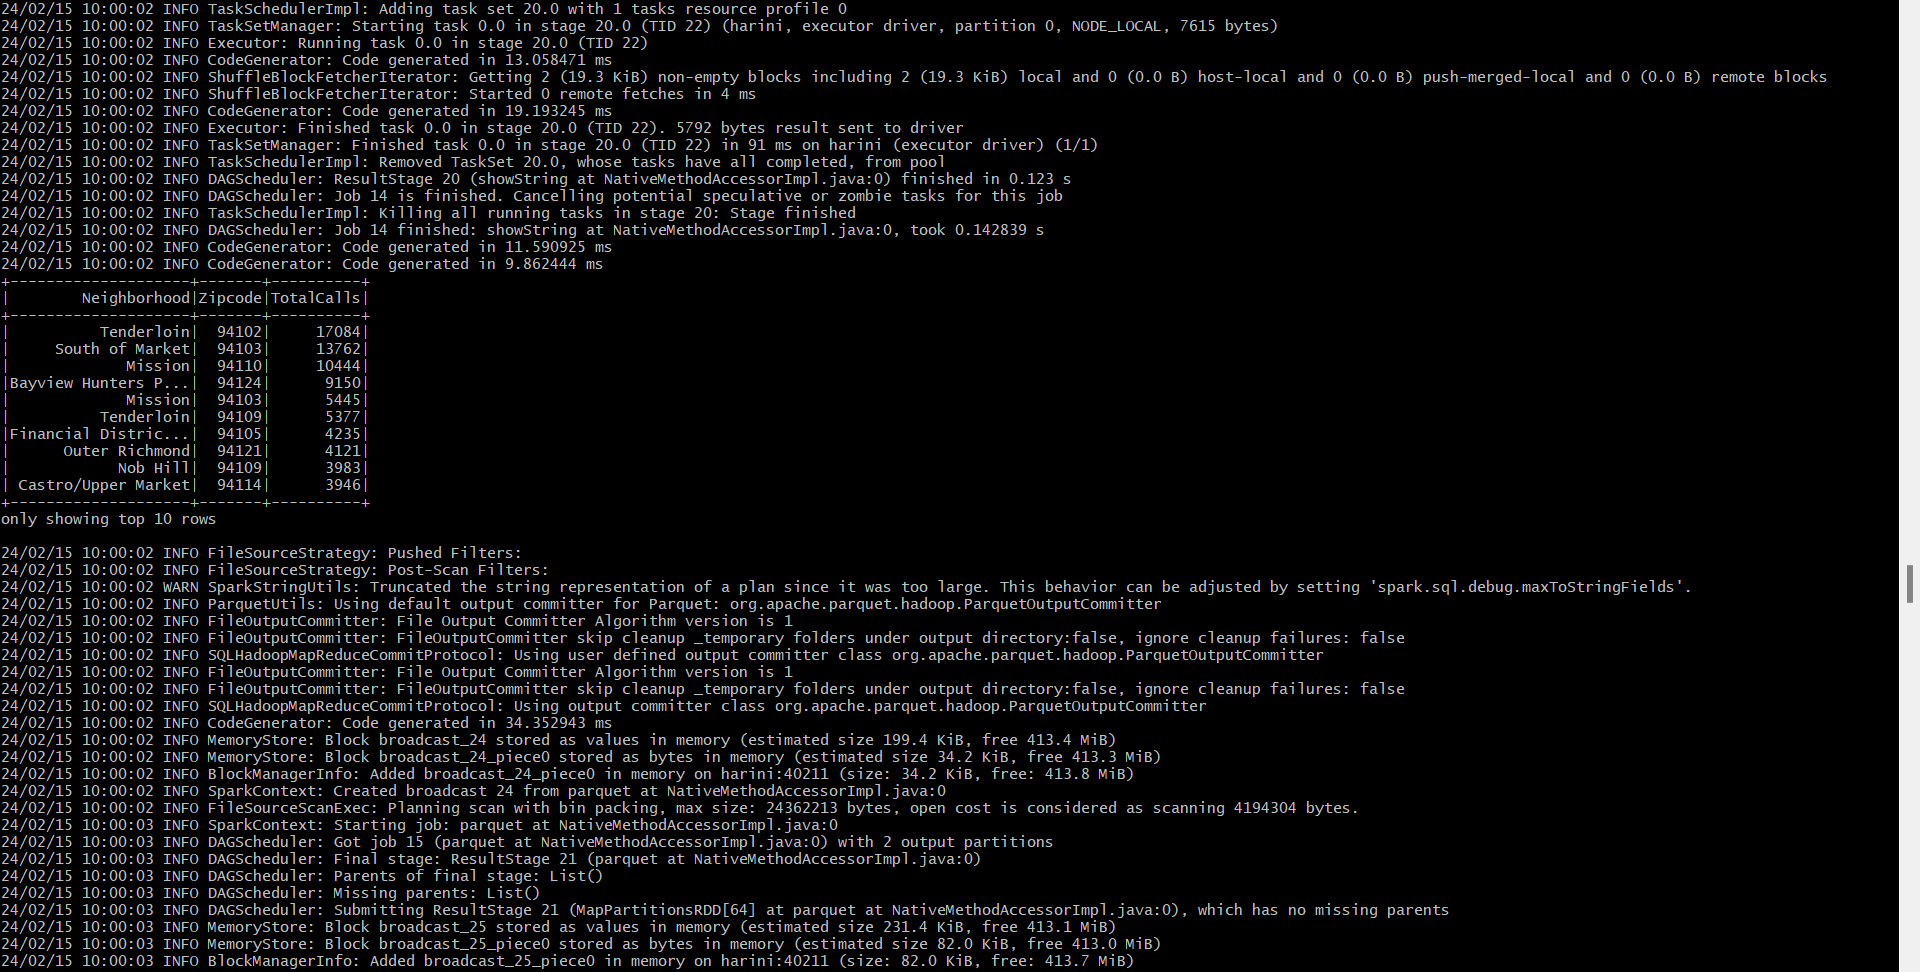 24/02/15 10:00:02 INFO TaskSchedulerImpl: Adding task set 20.0 with 1 tasks resource profile 0
24/02/15 10:00:02 INFO TaskSetManager: Starting task 0.0 in stage 20.0 (TID 22) (harini, executor driver, partition 0, NODE_LOCAL, 7615 bytes)
24/02/15 10:00:02 INFO Executor: Running task 0.0 in stage 20.0 (TID 22)
24/02/15 10:00:02 INFO CodeGenerator: Code generated in 13.058471 ms
24/02/15 10:00:02 INFO ShuffleBlockFetcherIterator: Getting 2 (19.3 KiB) non-empty blocks including 2 (19.3 KiB) local and 0 (0.0 B) host-local and 0 (0.0 B) push-merged-local and 0 (0.0 B) remote blocks
24/02/15 10:00:02 INFO ShuffleBlockFetcherIterator: Started 0 remote fetches in 4 ms
24/02/15 10:00:02 INFO CodeGenerator: Code generated in 19.193245 ms
24/02/15 10:00:02 INFO Executor: Finished task 0.0 in stage 20.0 (TID 22). 5792 bytes result sent to driver
24/02/15 10:00:02 INFO TaskSetManager: Finished task 0.0 in stage 20.0 (TID 22) in 91 ms on harini (executor driver) (1/1)
24/02/15 10:00:02 INFO TaskSchedulerImpl: Removed TaskSet 20.0, whose tasks have all completed, from pool
24/02/15 10:00:02 INFO DAGScheduler: ResultStage 20 (showString at NativeMethodAccessorImpl.java:0) finished in 0.123 s
24/02/15 10:00:02 INFO DAGScheduler: Job 14 is finished. Cancelling potential speculative or zombie tasks for this job
24/02/15 10:00:02 INFO TaskSchedulerImpl: Killing all running tasks in stage 20: Stage finished
24/02/15 10:00:02 INFO DAGScheduler: Job 14 finished: showString at NativeMethodAccessorImpl.java:0, took 0.142839 s
24/02/15 10:00:02 INFO CodeGenerator: Code generated in 11.590925 ms
24/02/15 10:00:02 INFO CodeGenerator: Code generated in 9.862444 ms
+--------------------+-------+----------+
|        Neighborhood|Zipcode|TotalCalls|
+--------------------+-------+----------+
|          Tenderloin|  94102|     17084|
|     South of Market|  94103|     13762|
|             Mission|  94110|     10444|
|Bayview Hunters P...|  94124|      9150|
|             Mission|  94103|      5445|
|          Tenderloin|  94109|      5377|
|Financial Distric...|  94105|      4235|
|      Outer Richmond|  94121|      4121|
|            Nob Hill|  94109|      3983|
| Castro/Upper Market|  94114|      3946|
+--------------------+-------+----------+
only showing top 10 rows
24/02/15 10:00:02 INFO FileSourceStrategy: Pushed Filters:
24/02/15 10:00:02 INFO FileSourceStrategy: Post-Scan Filters:
24/02/15 10:00:02 WARN SparkStringUtils: Truncated the string representation of a plan since it was too large. This behavior can be adjusted by setting 'spark.sql.debug.maxToStringFields'.
24/02/15 10:00:02 INFO ParquetUtils: Using default output committer for Parquet: org.apache.parquet.hadoop.ParquetOutputCommitter
24/02/15 10:00:02 INFO FileOutputCommitter: File Output Committer Algorithm version is 1
24/02/15 10:00:02 INFO FileOutputCommitter: FileOutputCommitter skip cleanup _temporary folders under output directory:false, ignore cleanup failures: false
24/02/15 10:00:02 INFO SQLHadoopMapReduceCommitProtocol: Using user defined output committer class org.apache.parquet.hadoop.ParquetOutputCommitter
24/02/15 10:00:02 INFO FileOutputCommitter: File Output Committer Algorithm version is 1
24/02/15 10:00:02 INFO FileOutputCommitter: FileOutputCommitter skip cleanup _temporary folders under output directory:false, ignore cleanup failures: false
24/02/15 10:00:02 INFO SQLHadoopMapReduceCommitProtocol: Using output committer class org.apache.parquet.hadoop.ParquetOutputCommitter
24/02/15 10:00:02 INFO CodeGenerator: Code generated in 34.352943 ms
24/02/15 10:00:02 INFO MemoryStore: Block broadcast_24 stored as values in memory (estimated size 199.4 KiB, free 413.4 MiB)
24/02/15 10:00:02 INFO MemoryStore: Block broadcast_24_piece0 stored as bytes in memory (estimated size 34.2 KiB, free 413.3 MiB)
24/02/15 10:00:02 INFO BlockManagerInfo: Added broadcast_24_piece0 in memory on harini:40211 (size: 34.2 KiB, free: 413.8 MiB)
24/02/15 10:00:02 INFO SparkContext: Created broadcast 24 from parquet at NativeMethodAccessorImpl.java:0
24/02/15 10:00:02 INFO FileSourceScanExec: Planning scan with bin packing, max size: 24362213 bytes, open cost is considered as scanning 4194304 bytes.
24/02/15 10:00:03 INFO SparkContext: Starting job: parquet at NativeMethodAccessorImpl.java:0
24/02/15 10:00:03 INFO DAGScheduler: Got job 15 (parquet at NativeMethodAccessorImpl.java:0) with 2 output partitions
24/02/15 10:00:03 INFO DAGScheduler: Final stage: ResultStage 21 (parquet at NativeMethodAccessorImpl.java:0)
24/02/15 10:00:03 INFO DAGScheduler: Parents of final stage: List()
24/02/15 10:00:03 INFO DAGScheduler: Missing parents: List()
24/02/15 10:00:03 INFO DAGScheduler: Submitting ResultStage 21 (MapPartitionsRDD[64] at parquet at NativeMethodAccessorImpl.java:0), which has no missing parents
24/02/15 10:00:03 INFO MemoryStore: Block broadcast_25 stored as values in memory (estimated size 231.4 KiB, free 413.1 MiB)
24/02/15 10:00:03 INFO MemoryStore: Block broadcast_25_piece0 stored as bytes in memory (estimated size 82.0 KiB, free 413.0 MiB)
24/02/15 10:00:03 INFO BlockManagerInfo: Added broadcast_25_piece0 in memory on harini:40211 (size: 82.0 KiB, free: 413.7 MiB)